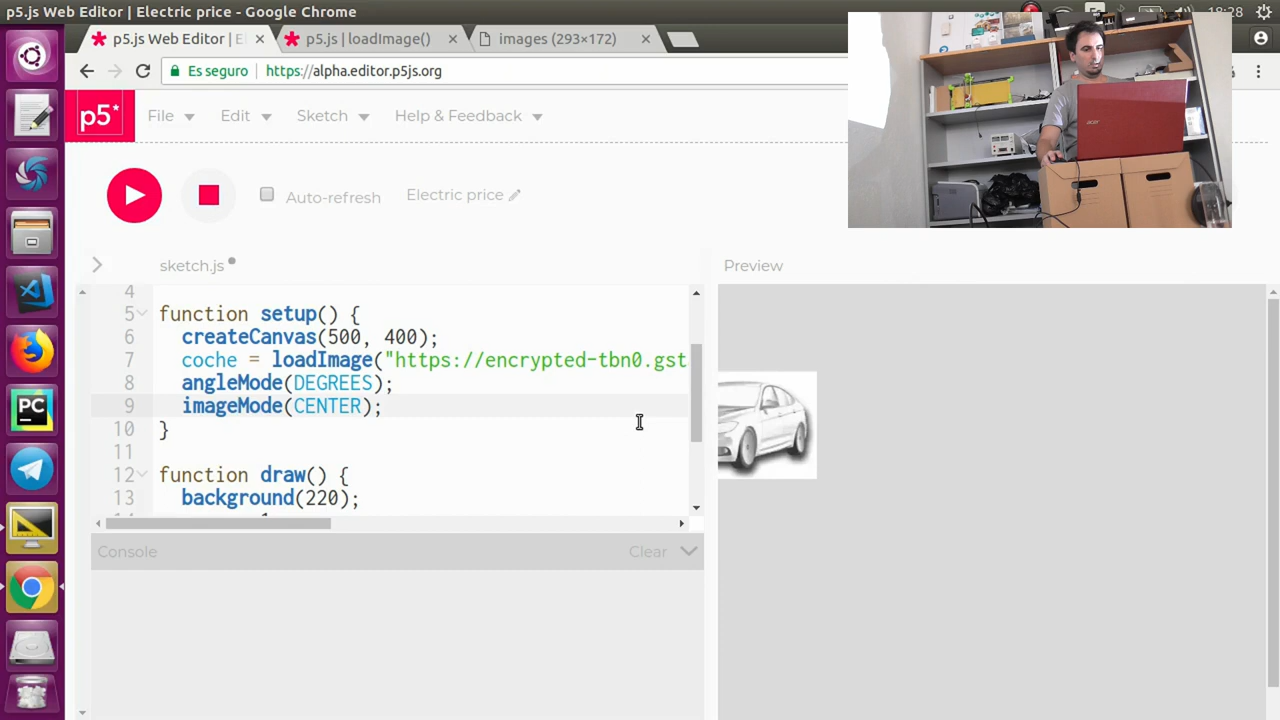 p5.js Web Editor | Electric price - Google Chrome
18:28
p5.js Web Editor | El
p5.js | loadImage()
images (293×172)
Es seguro
https://alpha.editor.p5js.org
p5*
File
Edit
Sketch
Help & Feedback
Auto-refresh
Electric price
sketch.js
Preview
4
5 function setup() {
6 createCanvas(500, 400);
7 coche = loadImage("https://encrypted-tbn0.gst
8 angleMode(DEGREES);
9 imageMode(CENTER);
10 }
11
12 function draw() {
13 background(220);
Console
Clear
PC
acer